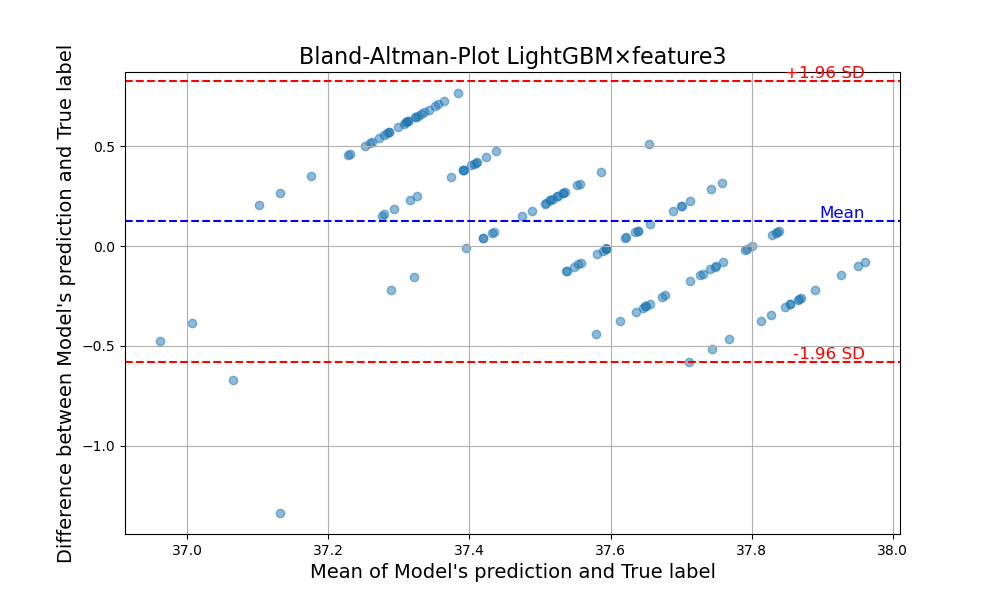 Bland-Altman-Plot LightGBM×feature3
Difference between Model's prediction and True label
+1.96 SD
Mean
-1.96 SD
0.5
0.0
−0.5
−1.0
37.0 37.2 37.4 37.6 37.8 38.0
Mean of Model's prediction and True label